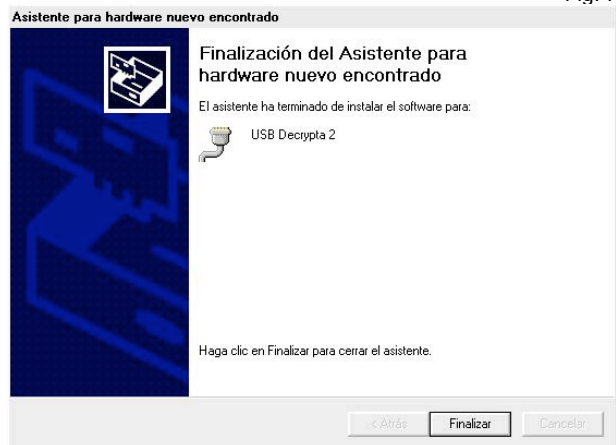 Asistente para hardware nuevo encontrado
Finalización del Asistente para
hardware nuevo encontrado
El asistente ha terminado de instalar el software para:
USB Decrypta 2
Haga clic en Finalizar para cerrar el asistente.
< Atrás
Finalizar
Cancelar